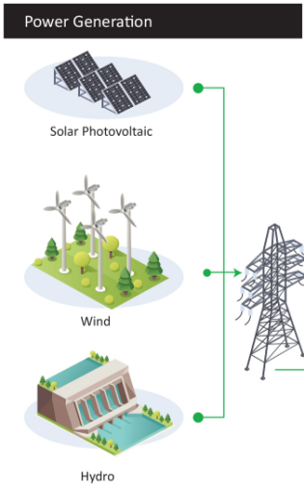 Power Generation
Solar Photovoltaic
Wind
Hydro